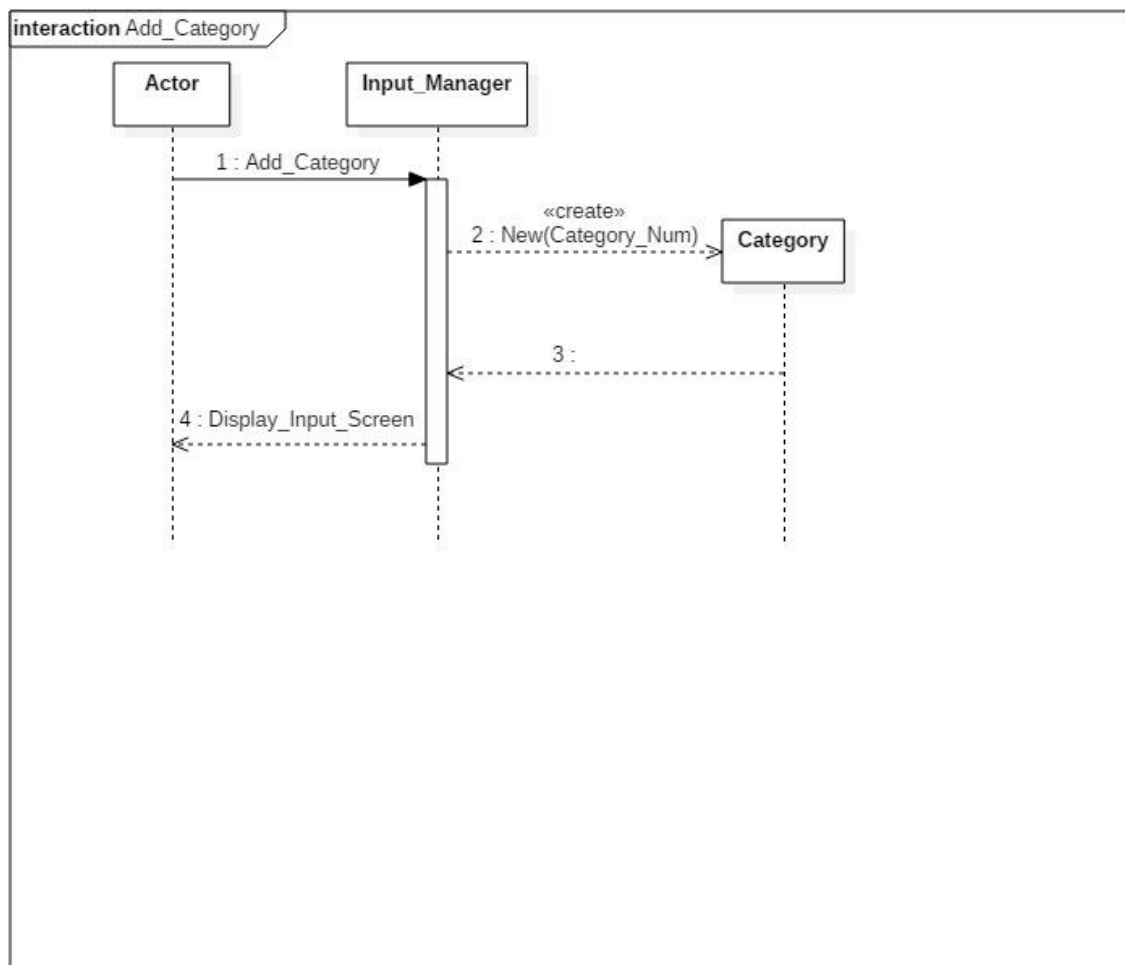 interaction Add_Category
Actor
Input_Manager
1 : Add_Category
«create»
2 : New(Category_Num)
Category
3 :
4 : Display_Input_Screen